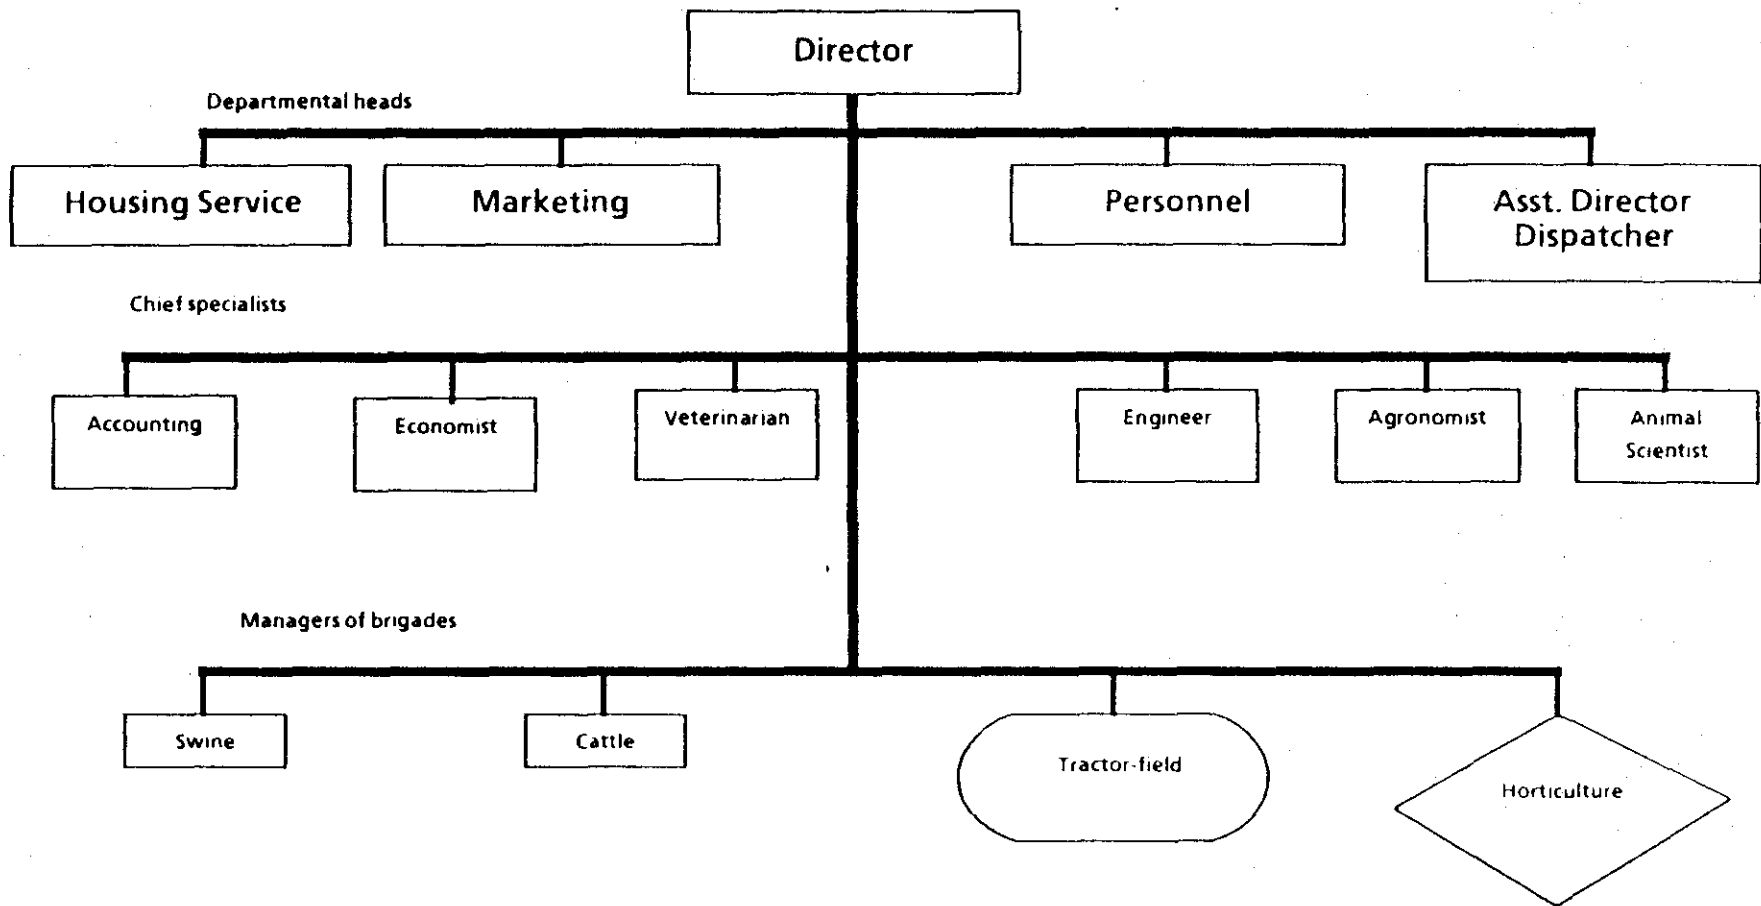 Director
Departmental heads
Housing Service
Marketing
Personnel
Asst. Director
Dispatcher
Chief specialists
Accounting
Economist
Veterinarian
Engineer
Agronomist
Animal
Scientist
Managers of brigades
Swine
Cattle
Tractor-field
Horticulture